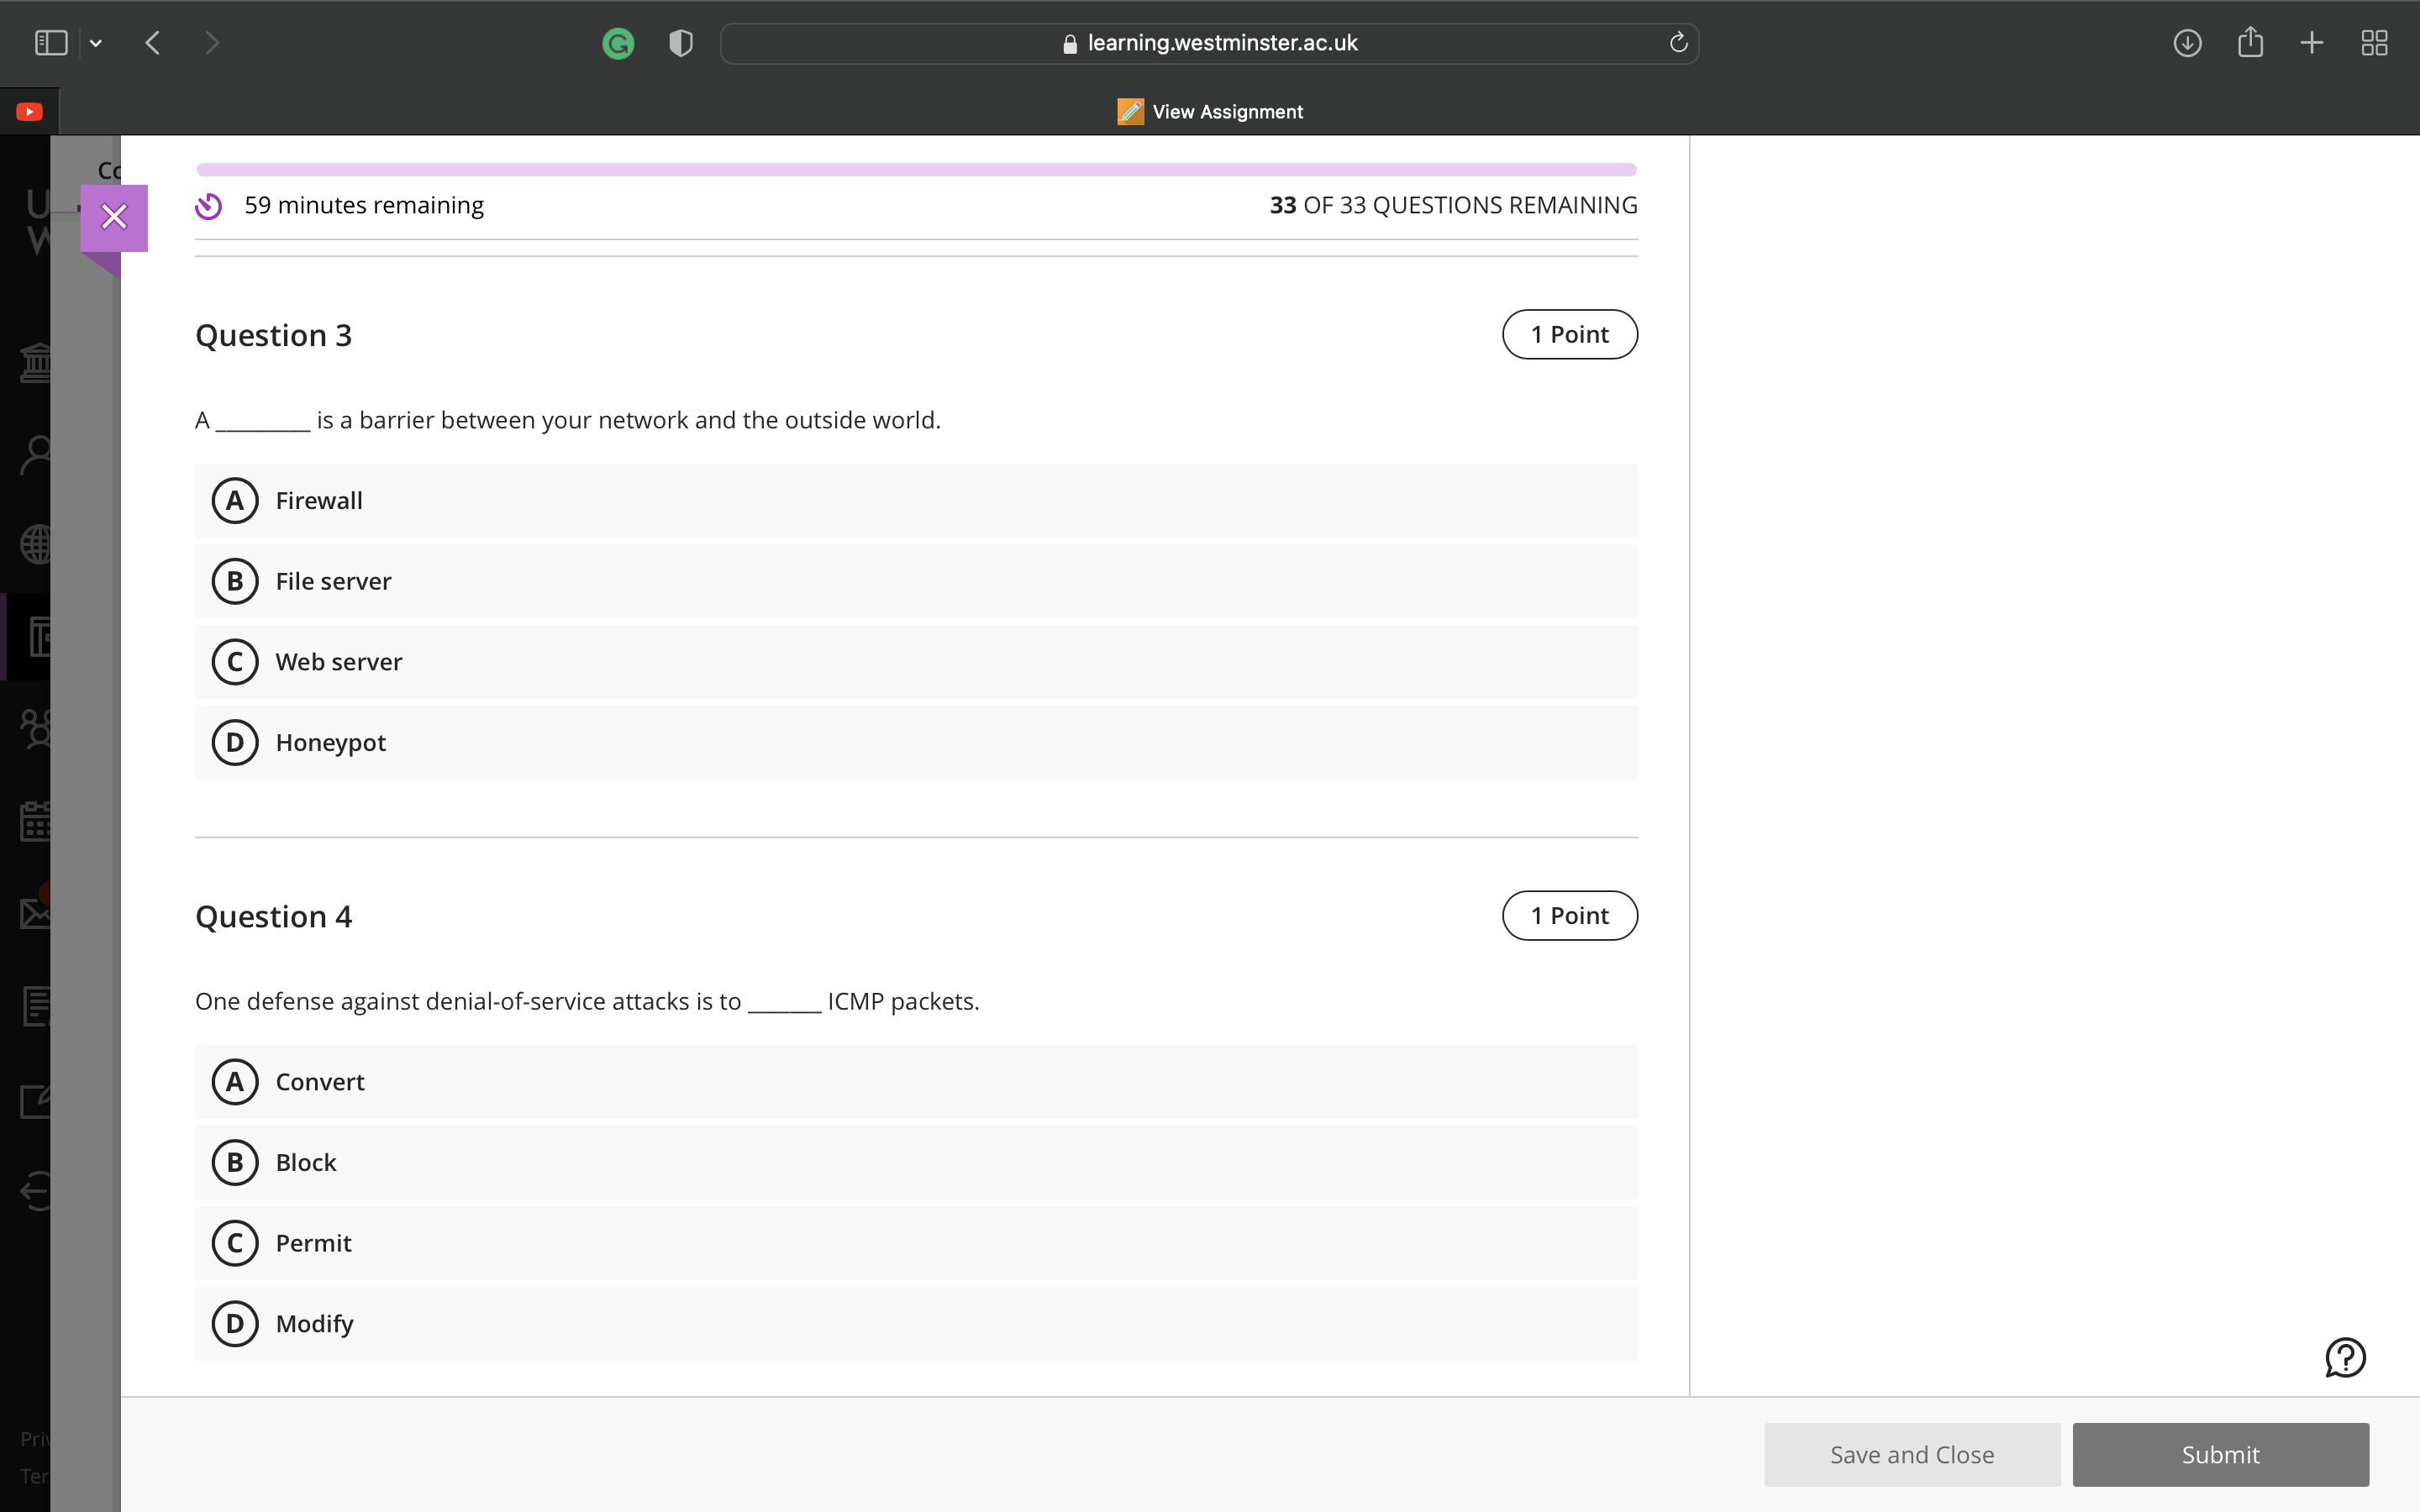 learning.westminster.ac.uk
View Assignment
Co
U
W
59 minutes remaining
33 OF 33 QUESTIONS REMAINING
Question 3
1 Point
A ________ is a barrier between your network and the outside world.
A Firewall
B File server
C Web server
D Honeypot
Question 4
1 Point
One defense against denial-of-service attacks is to ______ ICMP packets.
A Convert
B Block
C Permit
D Modify
Priv
Ter
Save and Close
Submit